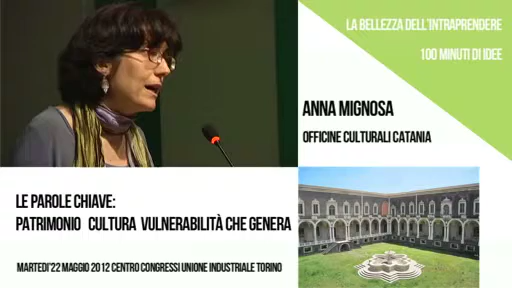 LA BELLEZZA DELL'INTRAPRENDERE
100 MINUTI DI IDEE
ANNA MIGNOSA
OFFICINE CULTURALI CATANIA
LE PAROLE CHIAVE:
PATRIMONIO CULTURA VULNERABILITÀ CHE GENERA
MARTEDI'22 MAGGIO 2012 CENTRO CONGRESSI UNIONE INDUSTRIALE TORINO